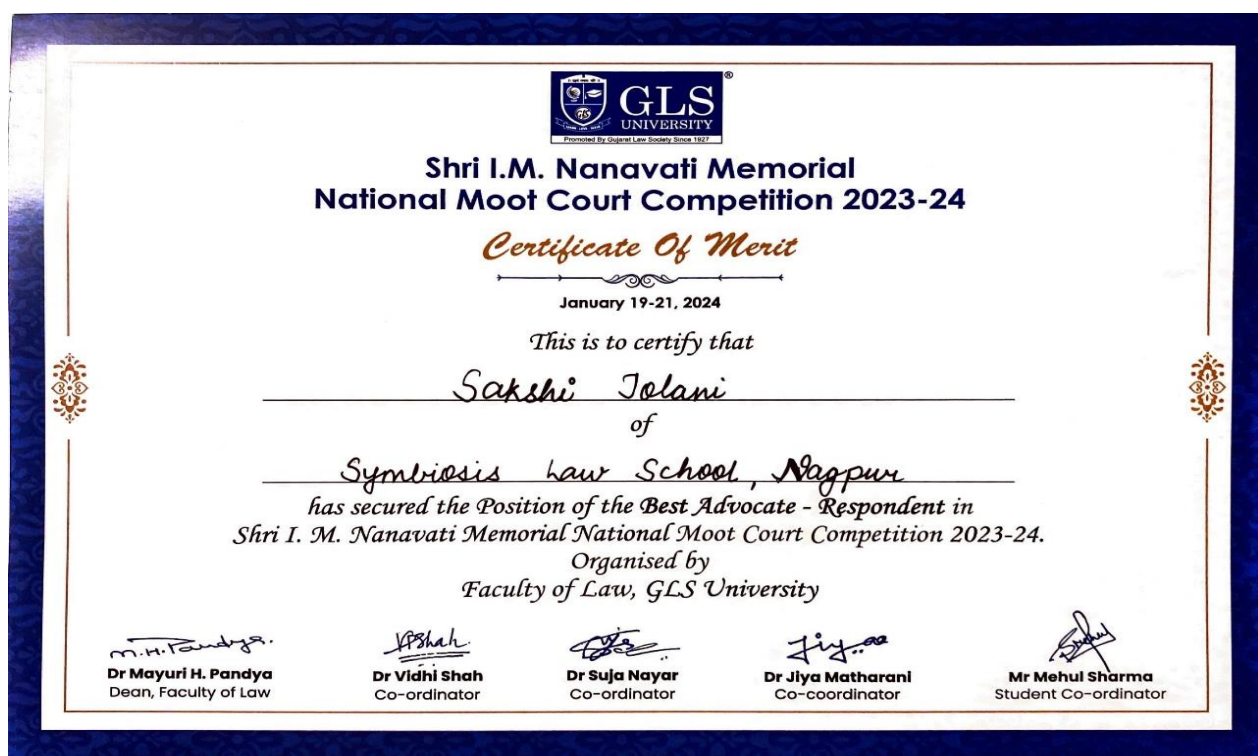 GLS
UNIVERSITY
®
Promoted By Gujarat Law Society Since 1927
Shri I.M. Nanavati Memorial
National Moot Court Competition 2023-24
Certificate Of Merit
January 19-21, 2024
This is to certify that
Sakshi Tolani
of
Symbiosis Law School, Nagpur
has secured the Position of the Best Advocate - Respondent in
Shri I. M. Nanavati Memorial National Moot Court Competition 2023-24.
Organised by
Faculty of Law, GLS University
M.H. Pandya.
Dr Mayuri H. Pandya
Dean, Faculty of Law
VPShah.
Dr Vidhi Shah
Co-ordinator
Dr Suja Nayar
Co-ordinator
Dr Jiya Matharani
Co-coordinator
Mr Mehul Sharma
Student Co-ordinator